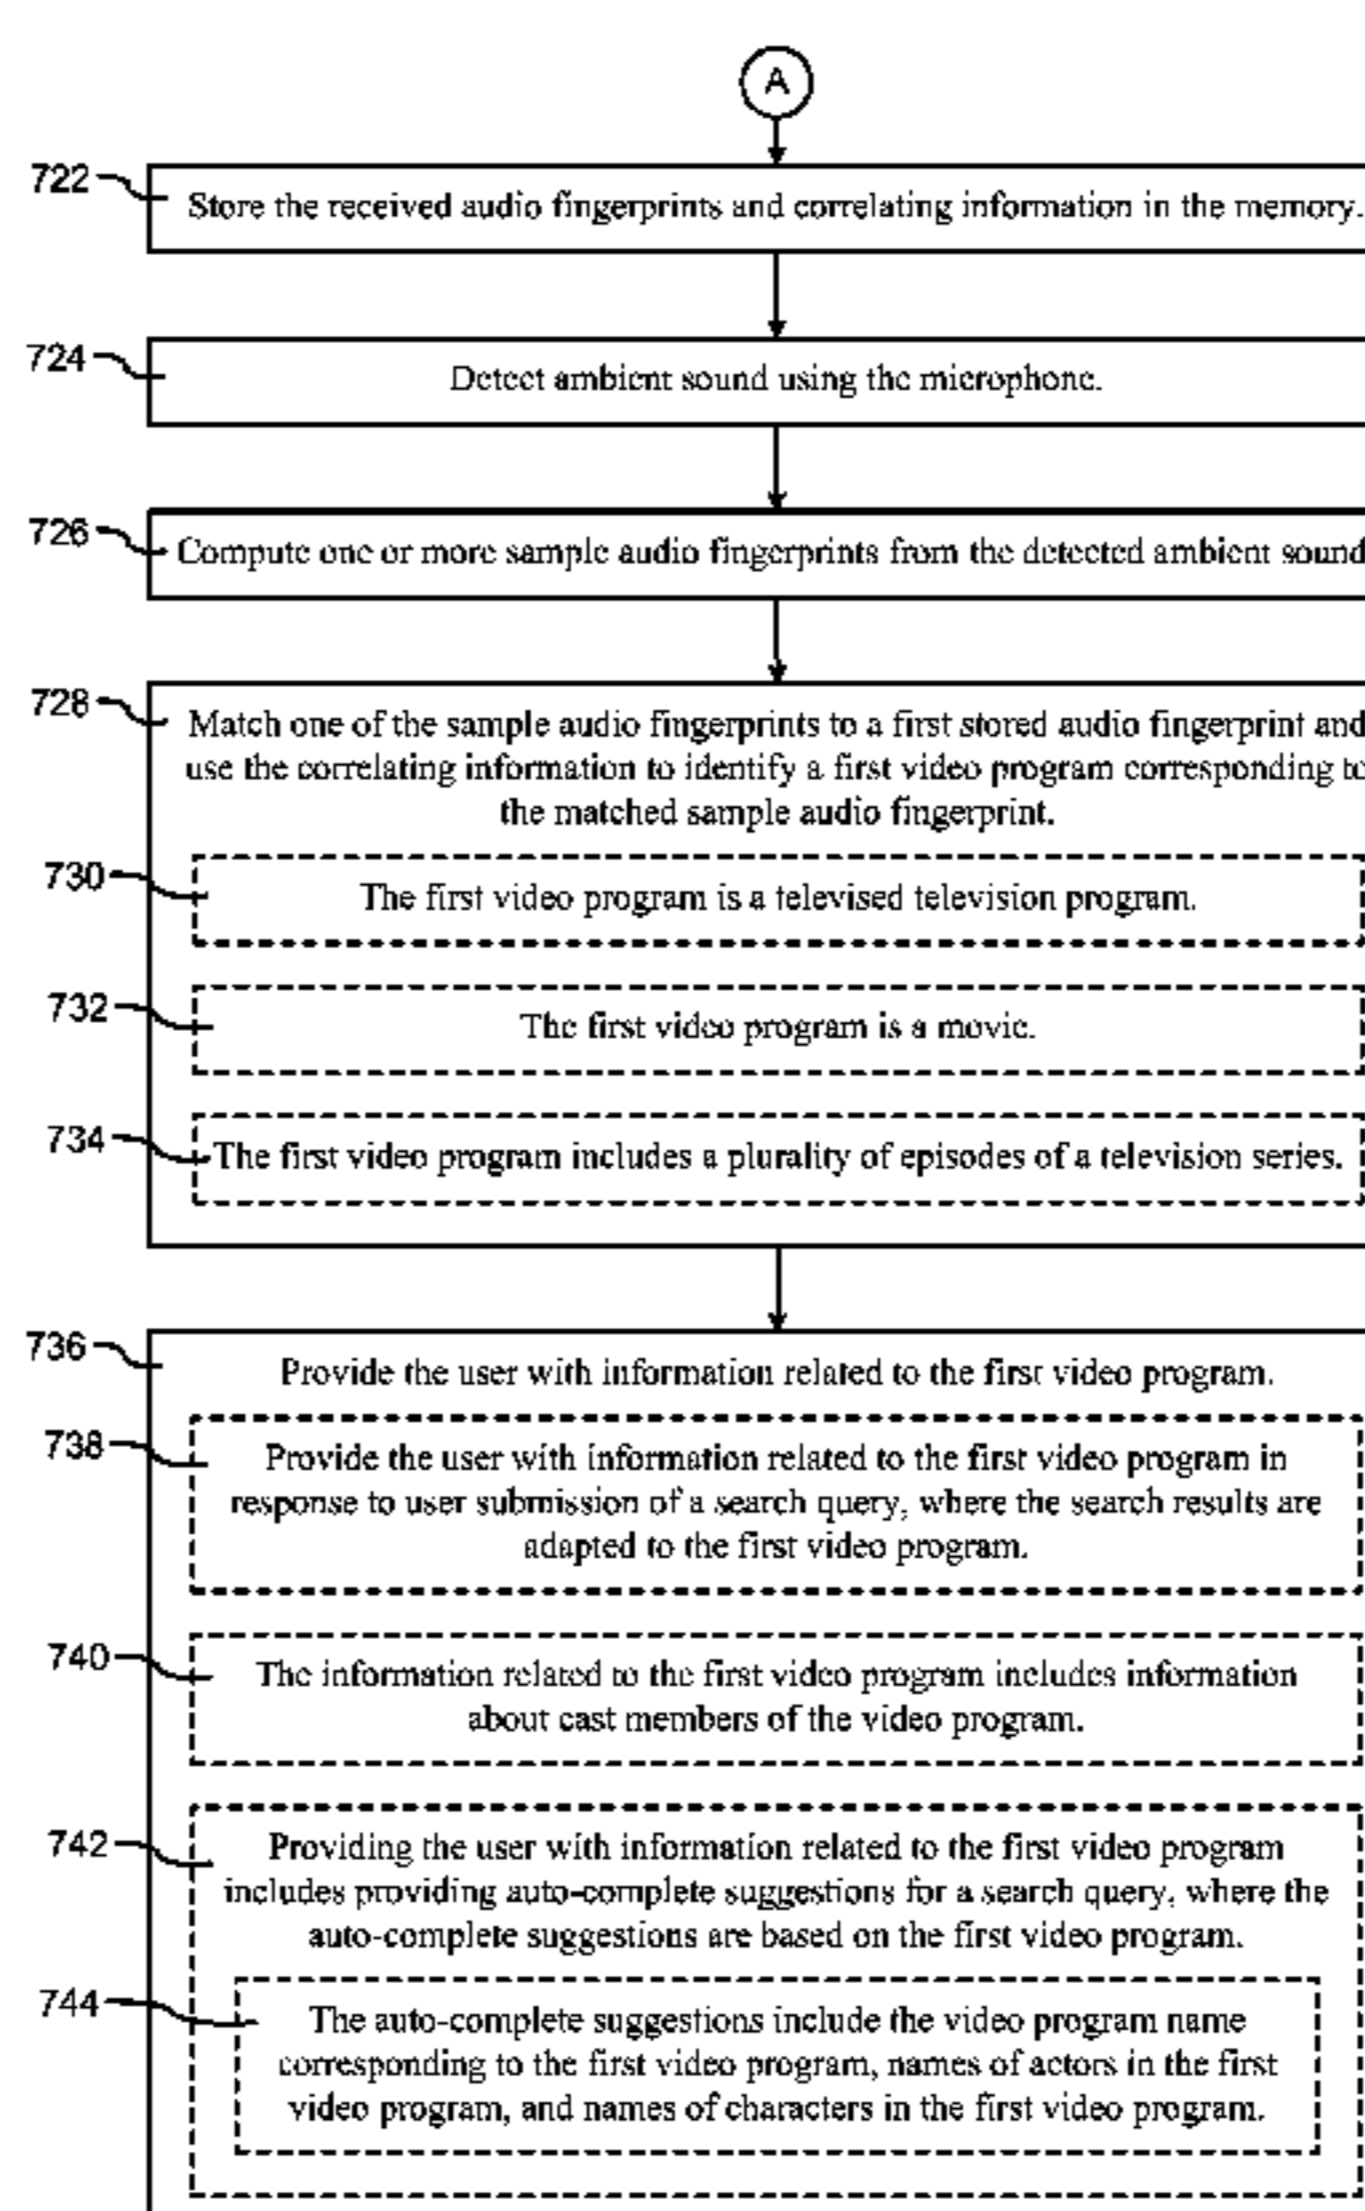 A
722
Store the received audio fingerprints and correlating information in the memory.
724
Detect ambient sound using the microphone.
726
Compute one or more sample audio fingerprints from the detected ambient sound
728
Match one of the sample audio fingerprints to a first stored audio fingerprint and
use the correlating information to identify a first video program corresponding to
the matched sample audio fingerprint.
730
The first video program is a televised television program.
732
The first video program is a movie.
734
The first video program includes a plurality of episodes of a television series.
736
Provide the user with information related to the first video program.
738
Provide the user with information related to the first video program in
response to user submission of a search query, where the search results are
adapted to the first video program.
740
The information related to the first video program includes information
about cast members of the video program.
742
Providing the user with information related to the first video program
includes providing auto-complete suggestions for a search query, where the
auto-complete suggestions are based on the first video program.
744
The auto-complete suggestions include the video program name
corresponding to the first video program, names of actors in the first
video program, and names of characters in the first video program.